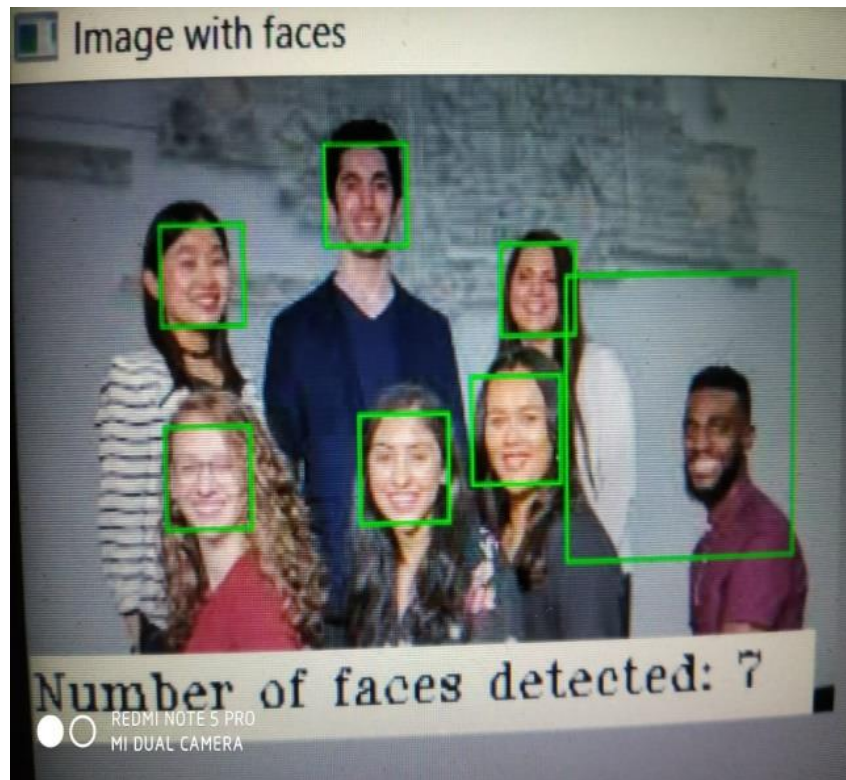 Image with faces
Number of faces detected: 7
REDMI NOTE 5 PRO
MI DUAL CAMERA